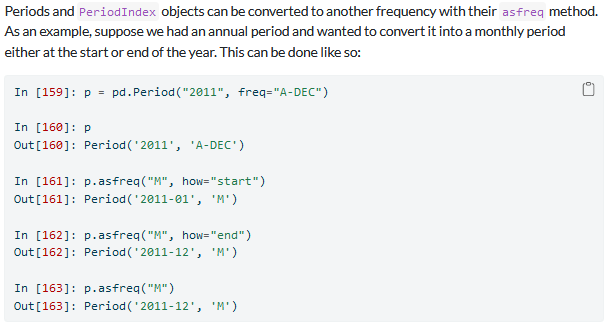 Periods and PeriodIndex objects can be converted to another frequency with their asfreq method.
As an example, suppose we had an annual period and wanted to convert it into a monthly period
either at the start or end of the year. This can be done like so:
In [159]: p = pd.Period("2011", freq="A-DEC")
In [160]: p
Out[160]: Period('2011', 'A-DEC')
In [161]: p.asfreq("M", how="start")
Out[161]: Period('2011-01', 'M')
In [162]: p.asfreq("M", how="end")
Out[162]: Period('2011-12', 'M')
In [163]: p.asfreq("M")
Out[163]: Period('2011-12', 'M')